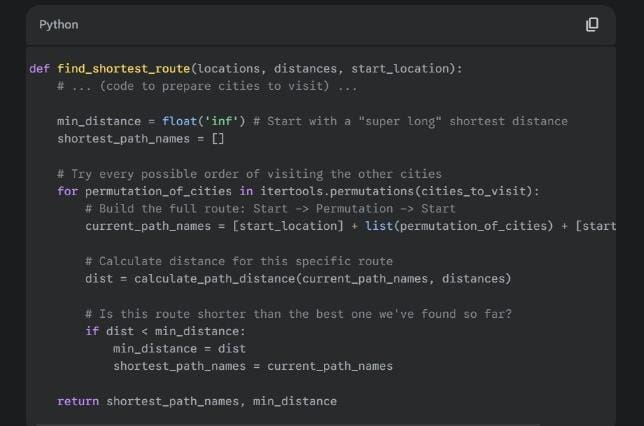 Python
def find_shortest_route(locations, distances, start_location):
    # ... (code to prepare cities to visit) ...
    min_distance = float('inf') # Start with a "super long" shortest distance
    shortest_path_names = []
    # Try every possible order of visiting the other cities
    for permutation_of_cities in itertools.permutations(cities_to_visit):
        # Build the full route: Start -> Permutation -> Start
        current_path_names = [start_location] + list(permutation_of_cities) + [start
        # Calculate distance for this specific route
        dist = calculate_path_distance(current_path_names, distances)
        # Is this route shorter than the best one we've found so far?
        if dist < min_distance:
            min_distance = dist
            shortest_path_names = current_path_names
    return shortest_path_names, min_distance